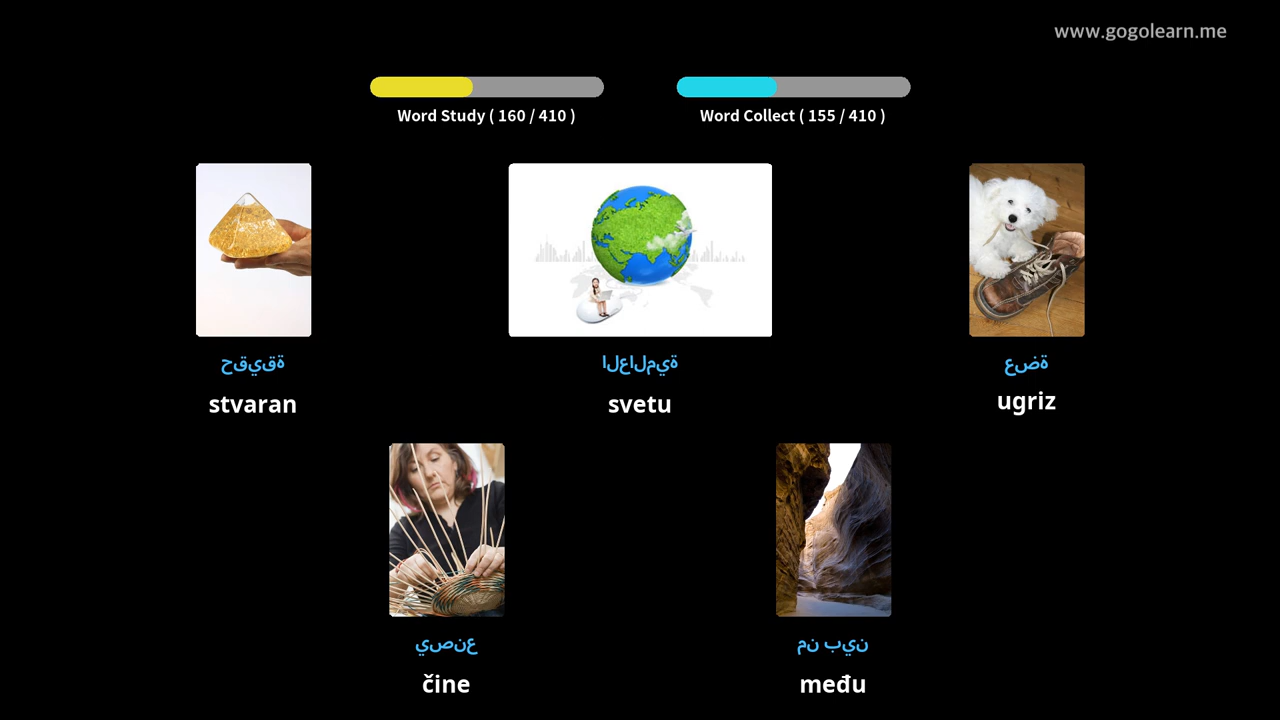 www.gogolearn.me
Word Study ( 160 / 410 )
Word Collect ( 155 / 410 )
حقيقة
stvaran
العالمية
svetu
عضة
ugriz
يصنع
čine
من بين
među